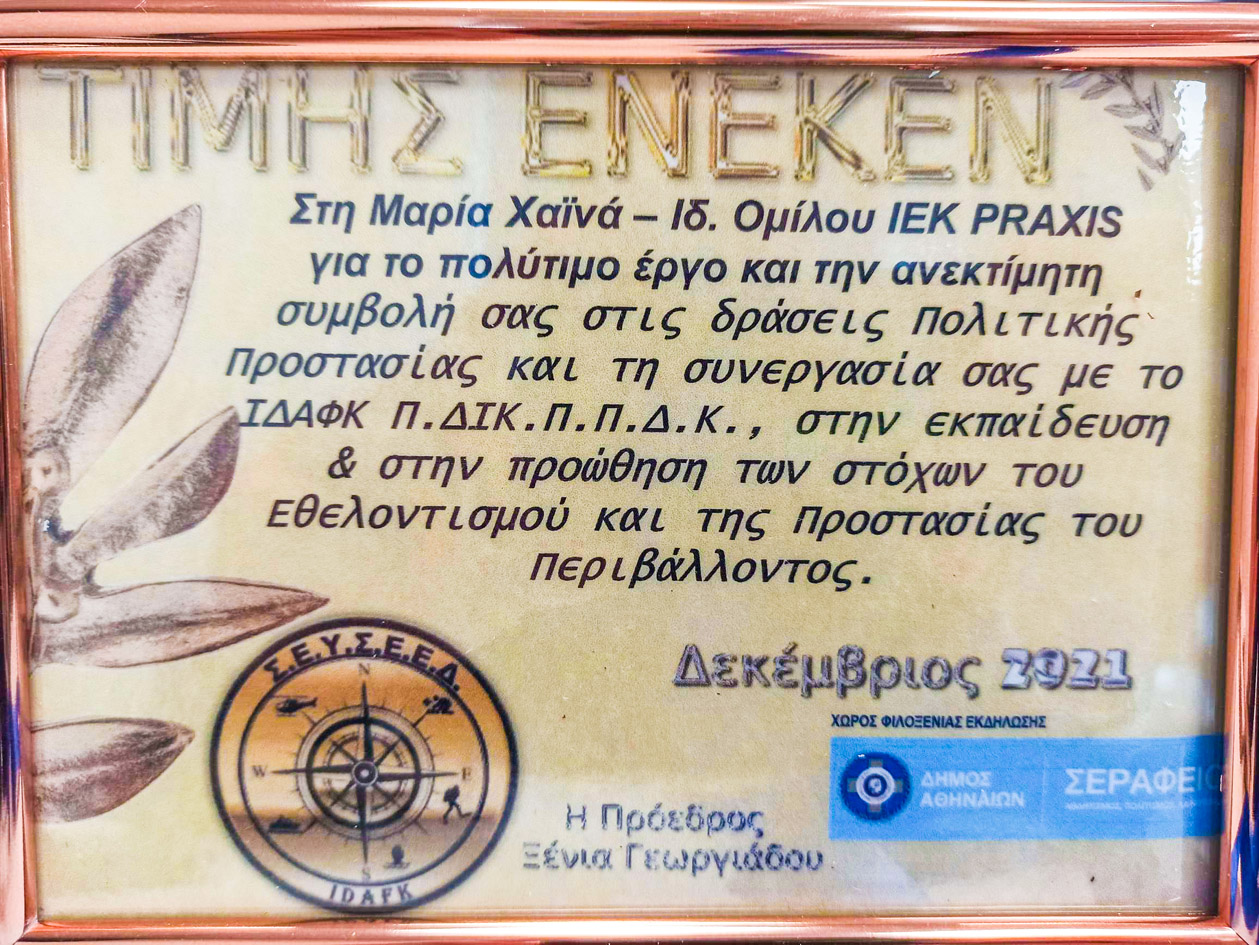 ΤΙΜΗΣ ΕΝΕΚΕΝ
Στη Μαρία Χαϊνά – Ιδ. Ομίλου ΙΕΚ PRAXIS
για το πολύτιμο έργο και την ανεκτίμητη
συμβολή σας στις δράσεις Πολιτικής
Προστασίας και τη συνεργασία σας με το
ΙΔΑΦΚ Π.ΔΙΚ.Π.Π.Δ.Κ., στην εκπαίδευση
& στην προώθηση των στόχων του
Εθελοντισμού και της Προστασίας του
Περιβάλλοντος.
Σ.Ε.Υ.Σ.Ε.Ε.Δ.
N
W E
S
IDAFK
Δεκέμβριος 2021
ΧΩΡΟΣ ΦΙΛΟΞΕΝΙΑΣ ΕΚΔΗΛΩΣΗΣ
ΔΗΜΟΣ
ΑΘΗΝΑΙΩΝ
ΣΕΡΑΦΕΙΟ
Η Πρόεδρος
Ξένια Γεωργιάδου